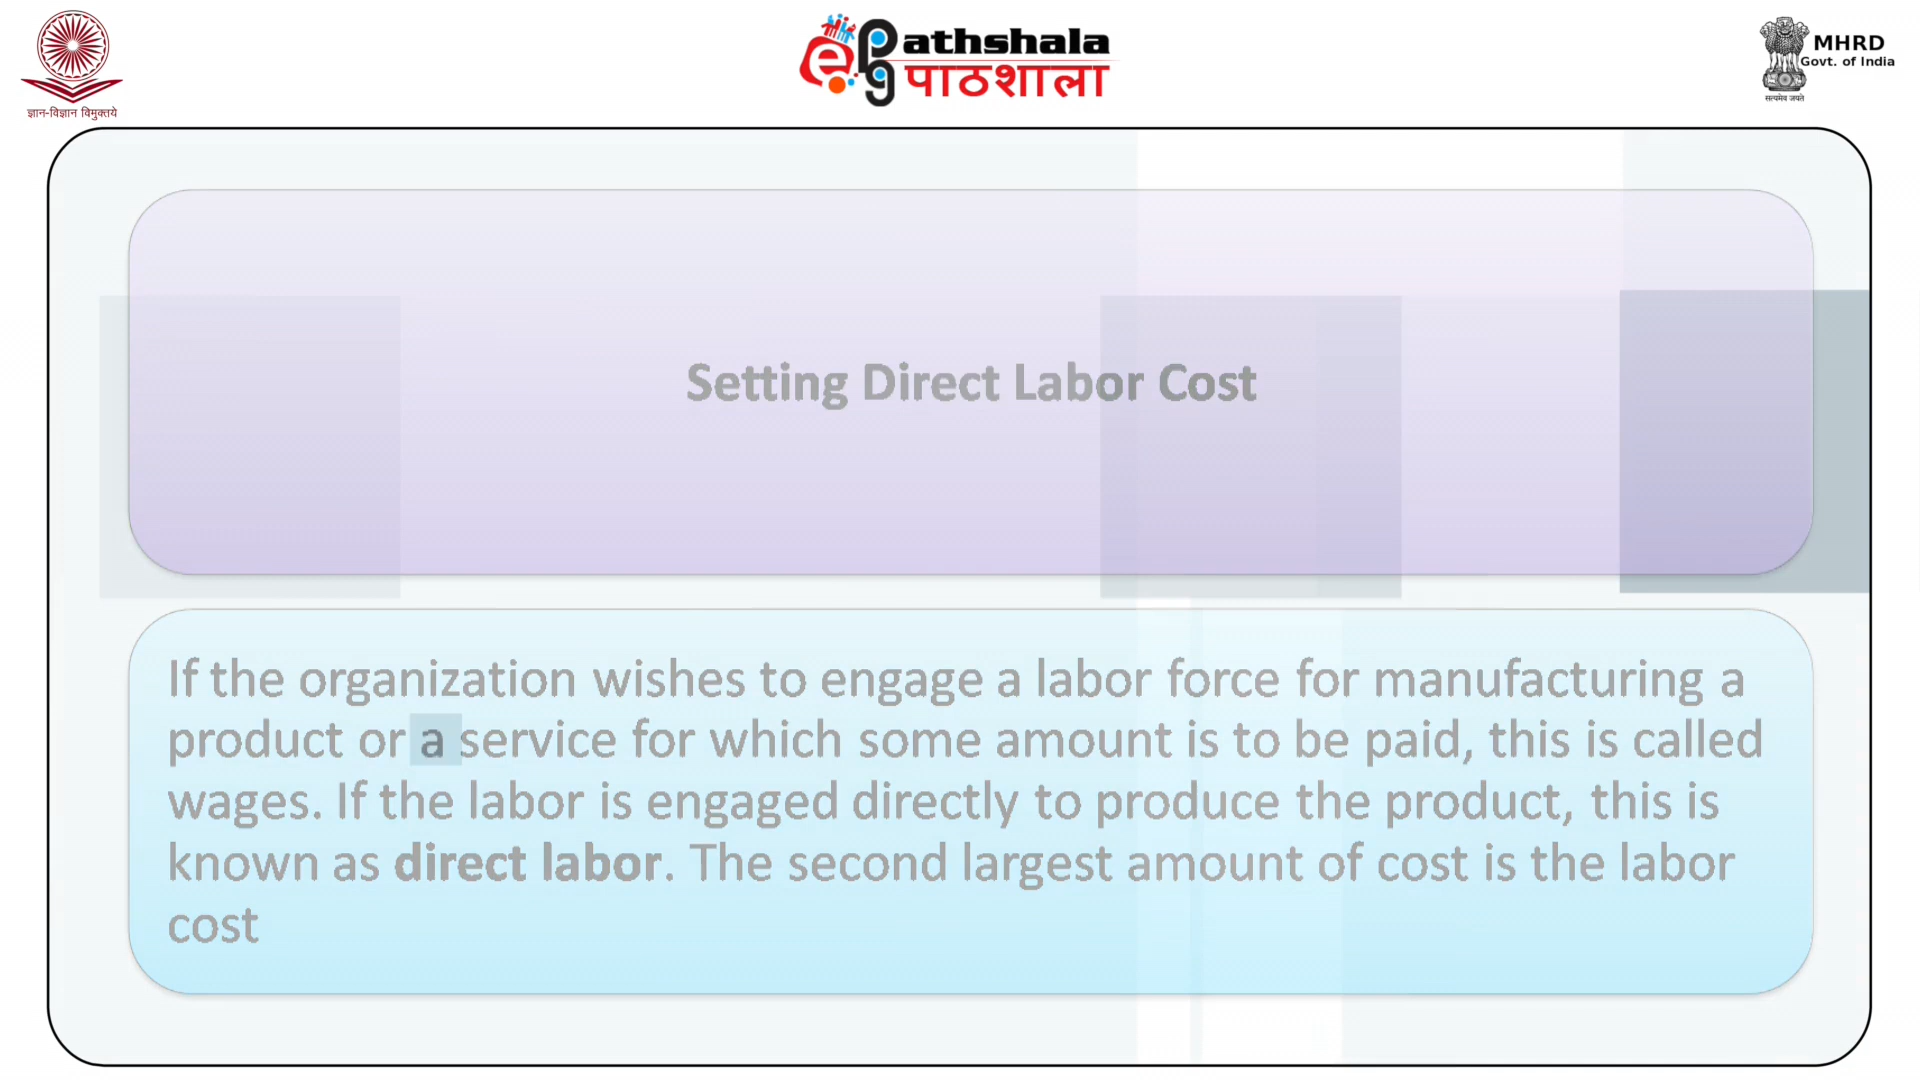 ज्ञान-विज्ञान विमुक्तये
ePg athshala
पाठशाला
MHRD
Govt. of India
सत्यमेव जयते
Setting Direct Labor Cost
If the organization wishes to engage a labor force for manufacturing a
product or a service for which some amount is to be paid, this is called
wages. If the labor is engaged directly to produce the product, this is
known as direct labor. The second largest amount of cost is the labor
cost